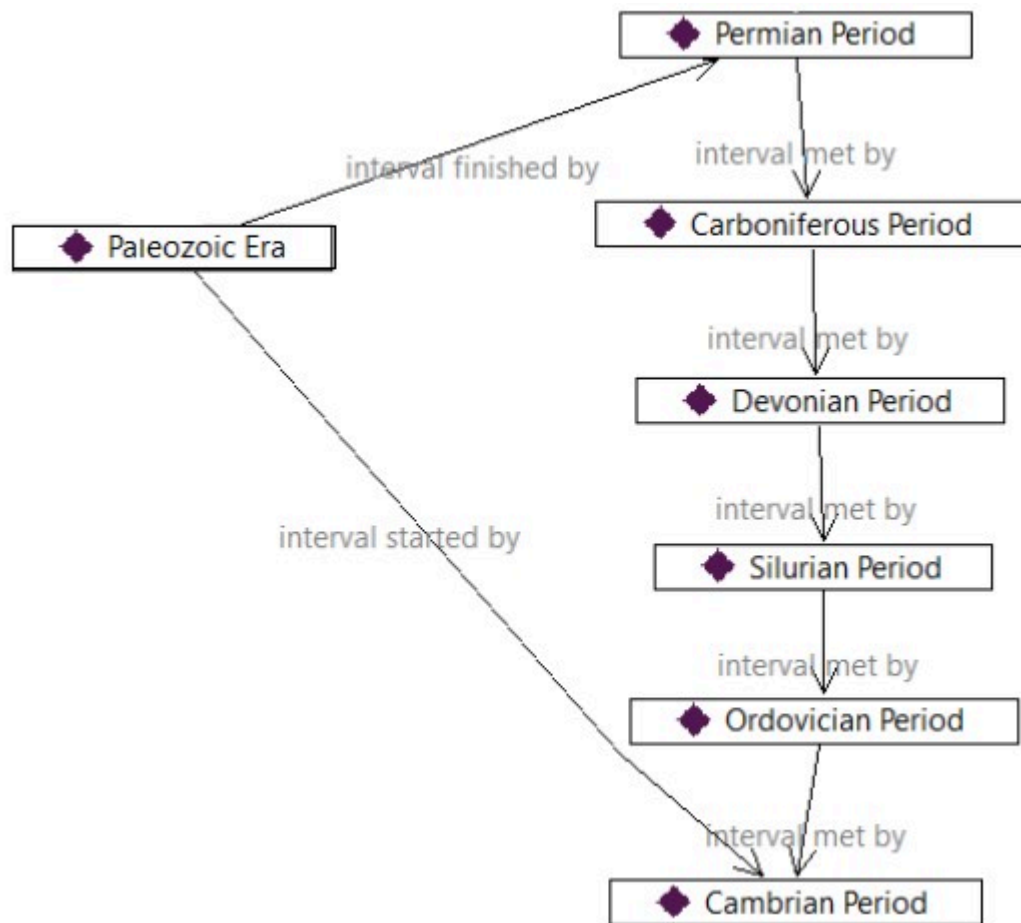 Permian Period
interval finished by
interval met by
Carboniferous Period
Paleozoic Era
interval met by
Devonian Period
interval met by
interval started by
Silurian Period
interval met by
Ordovician Period
interval met by
Cambrian Period